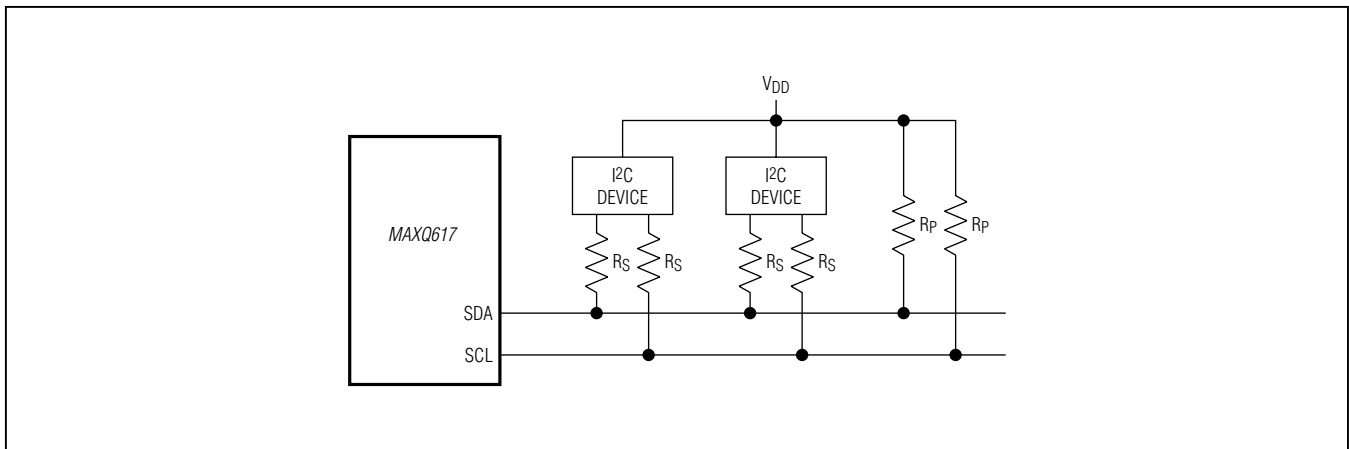 VDD
I2C
DEVICE
I2C
DEVICE
MAXQ617
RP
RP
RS
RS
RS
RS
SDA
SCL